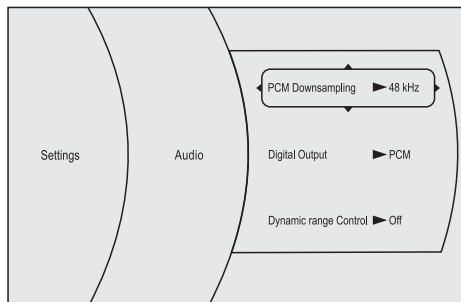 Settings
Audio
PCM Downsampling ► 48 kHz
Digital Output ► PCM
Dynamic range Control ► Off